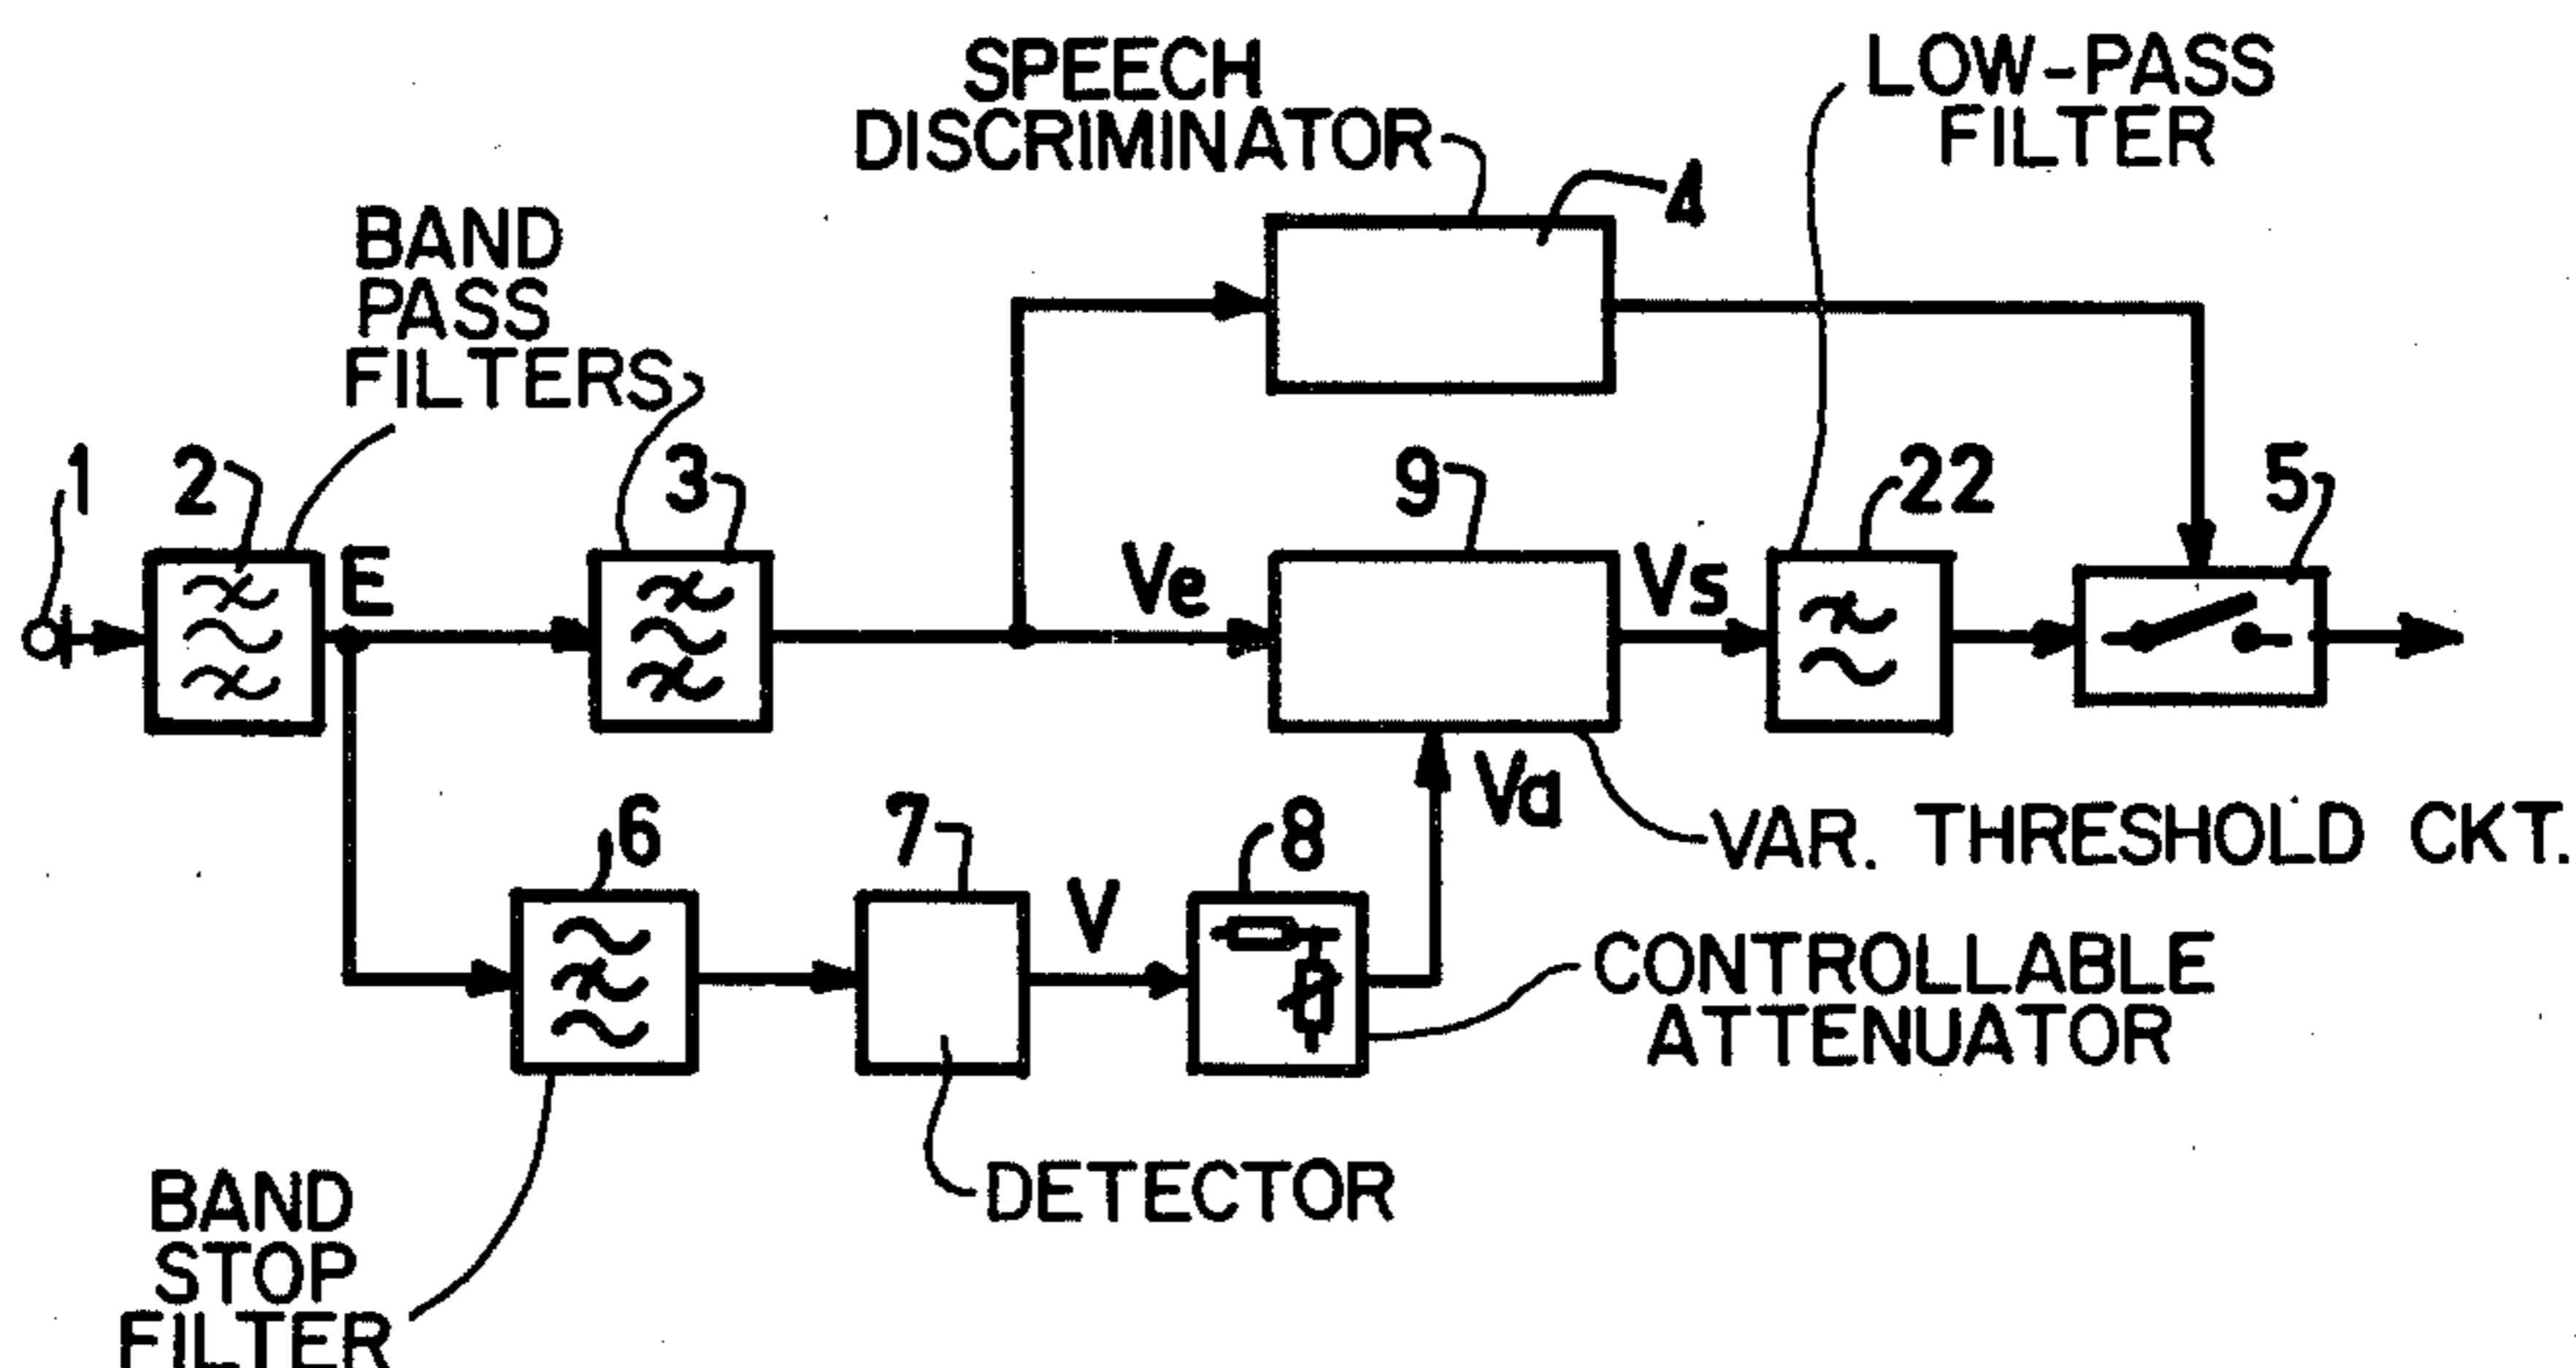 SPEECH
DISCRIMINATOR
LOW-PASS
FILTER
4
BAND
PASS
FILTERS
1
2
3
9
22
5
E
Ve
Vs
Va
6
7
V
8
VAR. THRESHOLD CKT.
CONTROLLABLE
ATTENUATOR
DETECTOR
BAND
STOP
FILTER